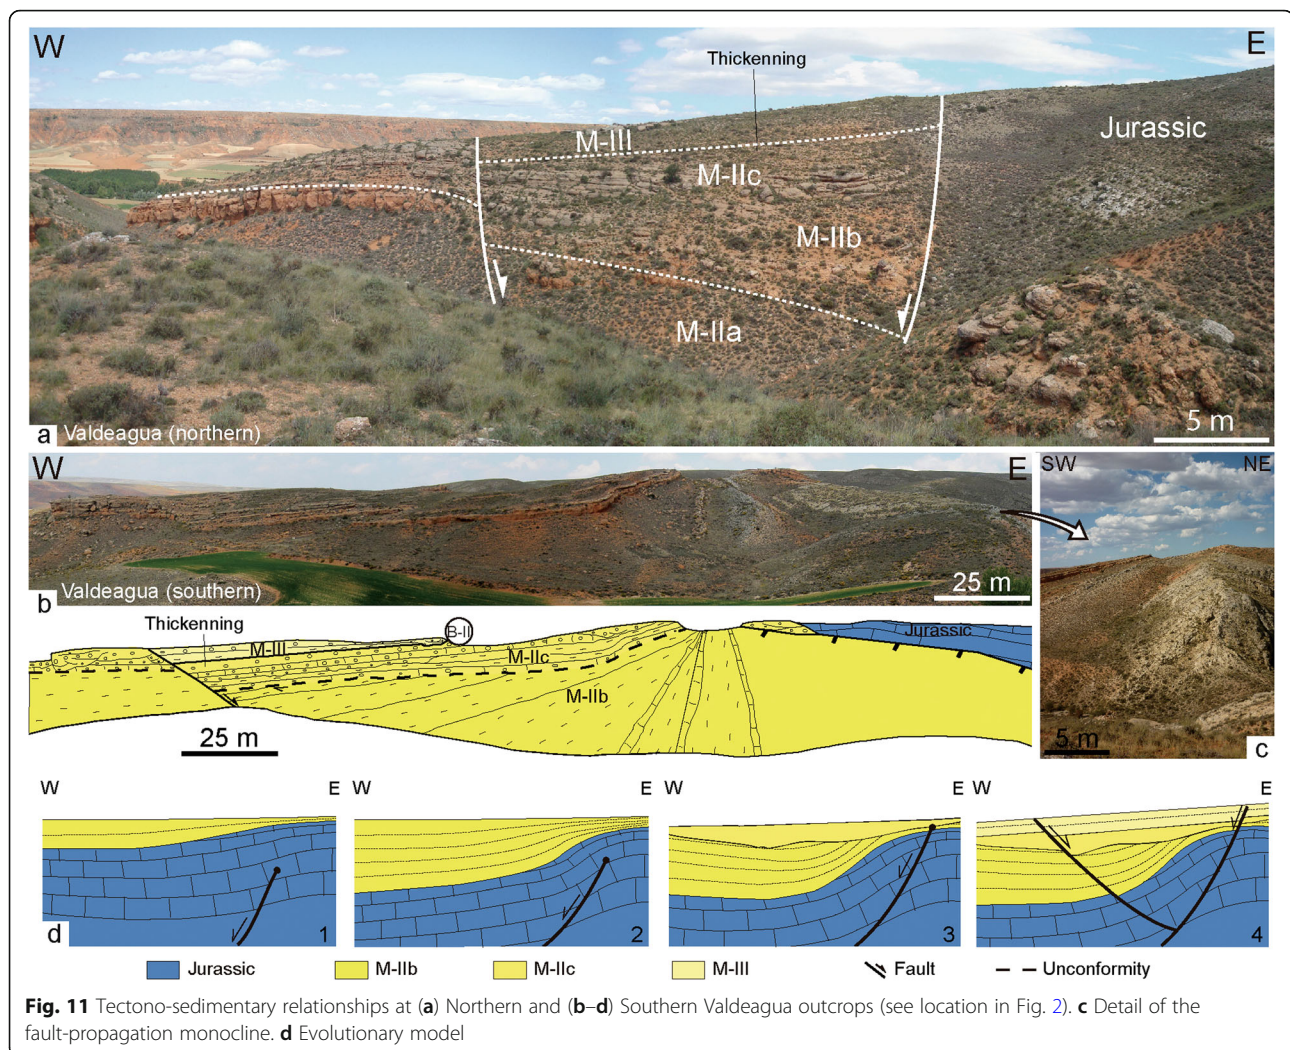 W
E
Thickenning
M-III
Jurassic
M-IIc
M-IIb
M-IIa
a Valdeagua (northern)
5 m
W
E
SW
NE
b Valdeagua (southern)
25 m
Thickenning
B-II
M-III
M-IIc
Jurassic
M-IIb
25 m
5 m
c
W
E
W
E
W
E
W
E
d
1
2
3
4
Jurassic
M-IIb
M-IIc
M-III
Fault
Unconformity
Fig. 11 Tectono-sedimentary relationships at (a) Northern and (b–d) Southern Valdeagua outcrops (see location in Fig. 2). c Detail of the
fault-propagation monocline. d Evolutionary model